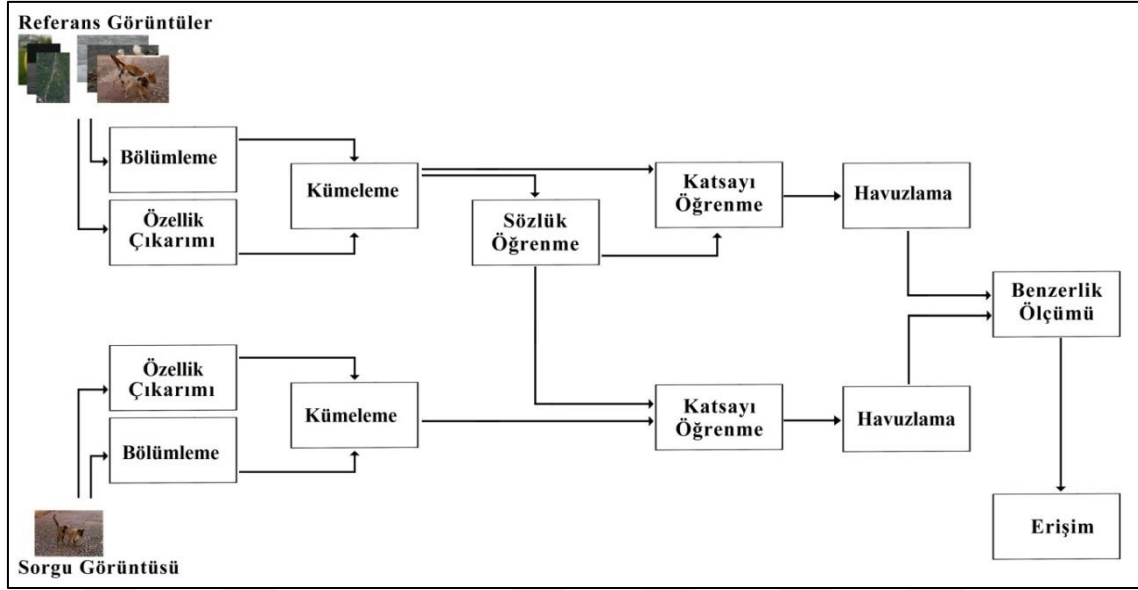 Referans Görüntüler
Bölümleme
Özellik
Çıkarımı
Kümeleme
Sözlük
Öğrenme
Katsayı
Öğrenme
Havuzlama
Benzerlik
Ölçümü
Özellik
Çıkarımı
Bölümleme
Kümeleme
Katsayı
Öğrenme
Havuzlama
Erişim
Sorgu Görüntüsü